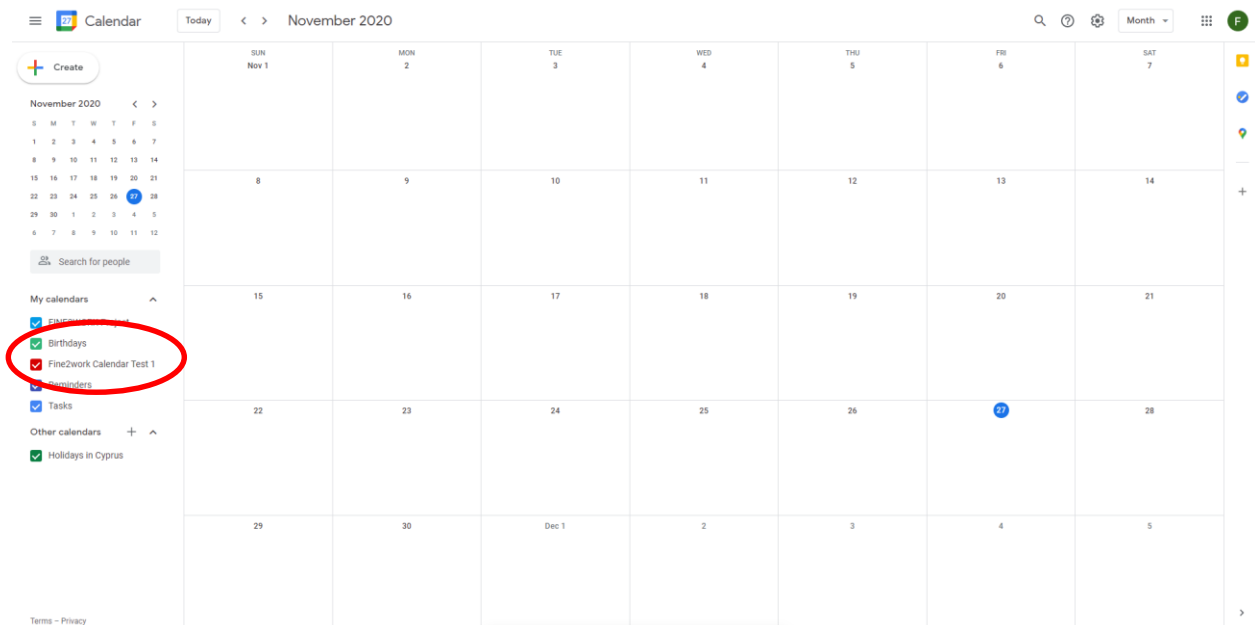 27 Calendar Today November 2020 Month F
Create
November 2020
S M T W T F S
1 2 3 4 5 6 7
8 9 10 11 12 13 14
15 16 17 18 19 20 21
22 23 24 25 26 27 28
29 30 1 2 3 4 5
6 7 8 9 10 11 12
Search for people
My calendars
FINE2WORK Project
Birthdays
Fine2work Calendar Test 1
Reminders
Tasks
Other calendars
Holidays in Cyprus
Terms – Privacy
SUN MON TUE WED THU FRI SAT
Nov 1 2 3 4 5 6 7
8 9 10 11 12 13 14
15 16 17 18 19 20 21
22 23 24 25 26 27 28
29 30 Dec 1 2 3 4 5